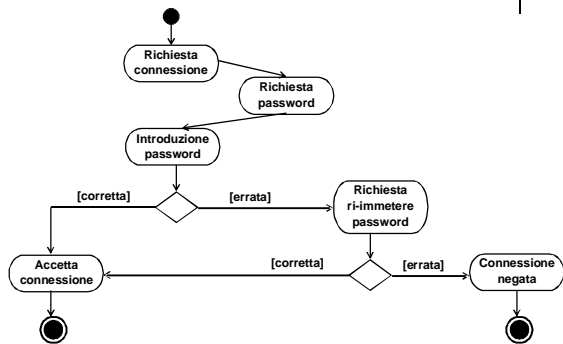 Richiesta
connessione
Richiesta
password
Introduzione
password
[corretta]
[errata]
Richiesta
ri-immetere
password
Accetta
connessione
[corretta]
[errata]
Connessione
negata